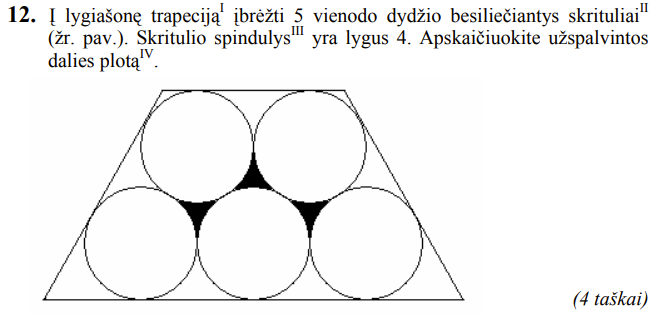 12. Į lygiašonę trapeciją^I įbrėžti 5 vienodo dydžio besiliečiantys skrituliai^II
(žr. pav.). Skritulio spindulys^III yra lygus 4. Apskaičiuokite užspalvintos
dalies plotą^IV.
(4 taškai)